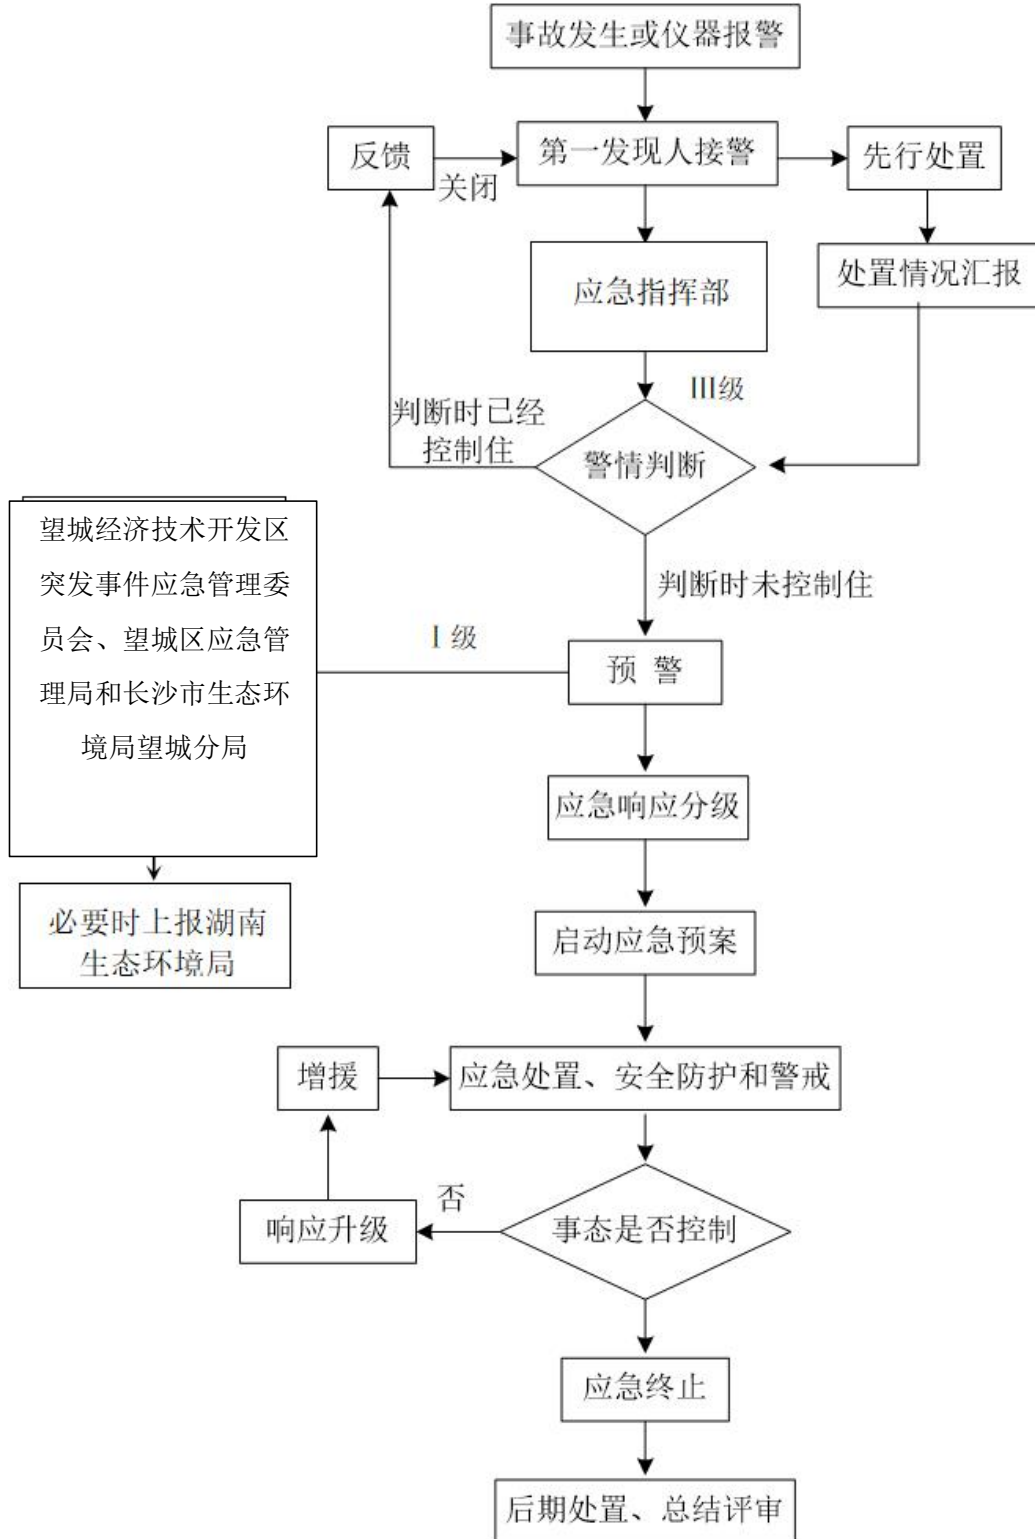 事故发生或仪器报警
反馈
关闭
第一发现人接警
先行处置
应急指挥部
处置情况汇报
III级
判断时已经
控制住
警情判断
望城经济技术开发区
突发事件应急管理委
员会、望城区应急管
理局和长沙市生态环
境局望城分局
判断时未控制住
I 级
预 警
应急响应分级
必要时上报湖南
生态环境局
启动应急预案
增援
应急处置、安全防护和警戒
响应升级
否
事态是否控制
应急终止
后期处置、总结评审